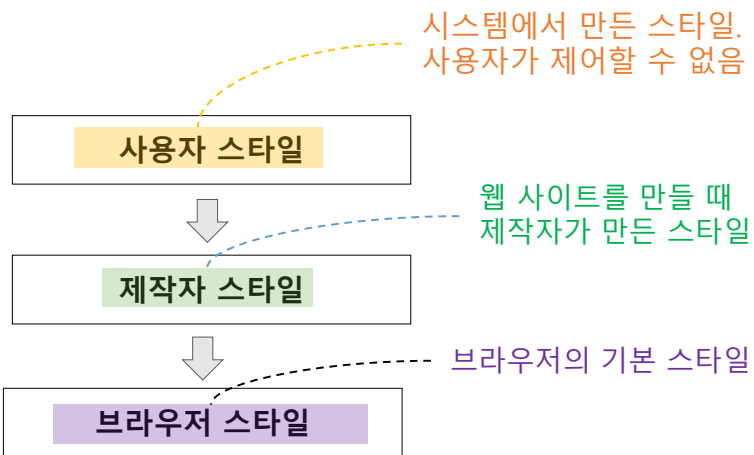 시스템에서 만든 스타일.
사용자가 제어할 수 없음
사용자 스타일
웹 사이트를 만들 때
제작자가 만든 스타일
제작자 스타일
브라우저의 기본 스타일
브라우저 스타일